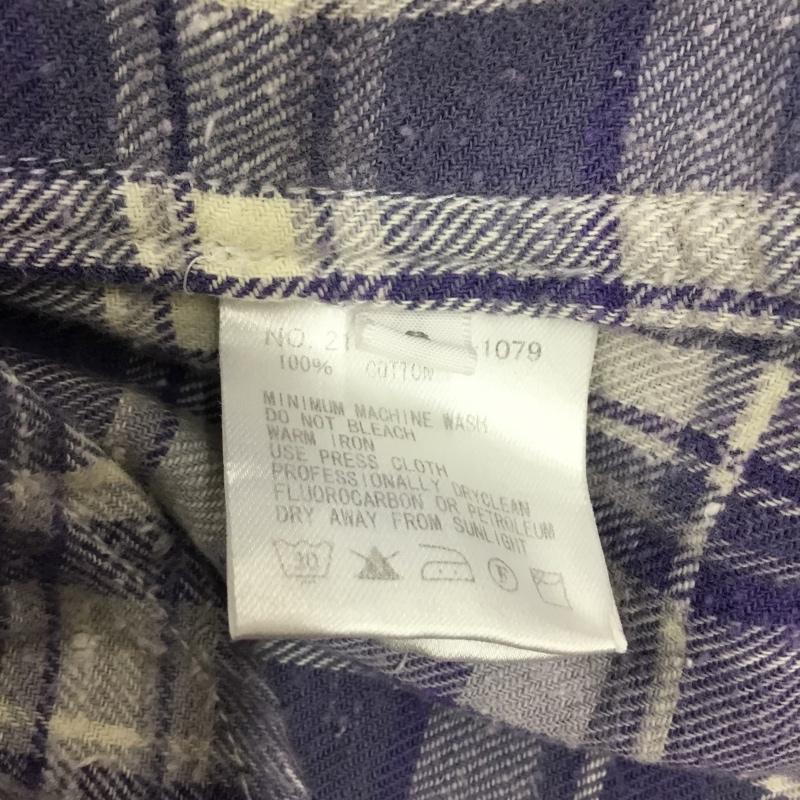 NO. 21 1079
100% COTTON
MINIMUM MACHINE WASH
DO NOT BLEACH
WARM IRON
USE PRESS CLOTH
PROFESSIONALLY DRYCLEAN
FLUOROCARBON OR PETROLEUM
DRY AWAY FROM SUNLIGHT
30 F